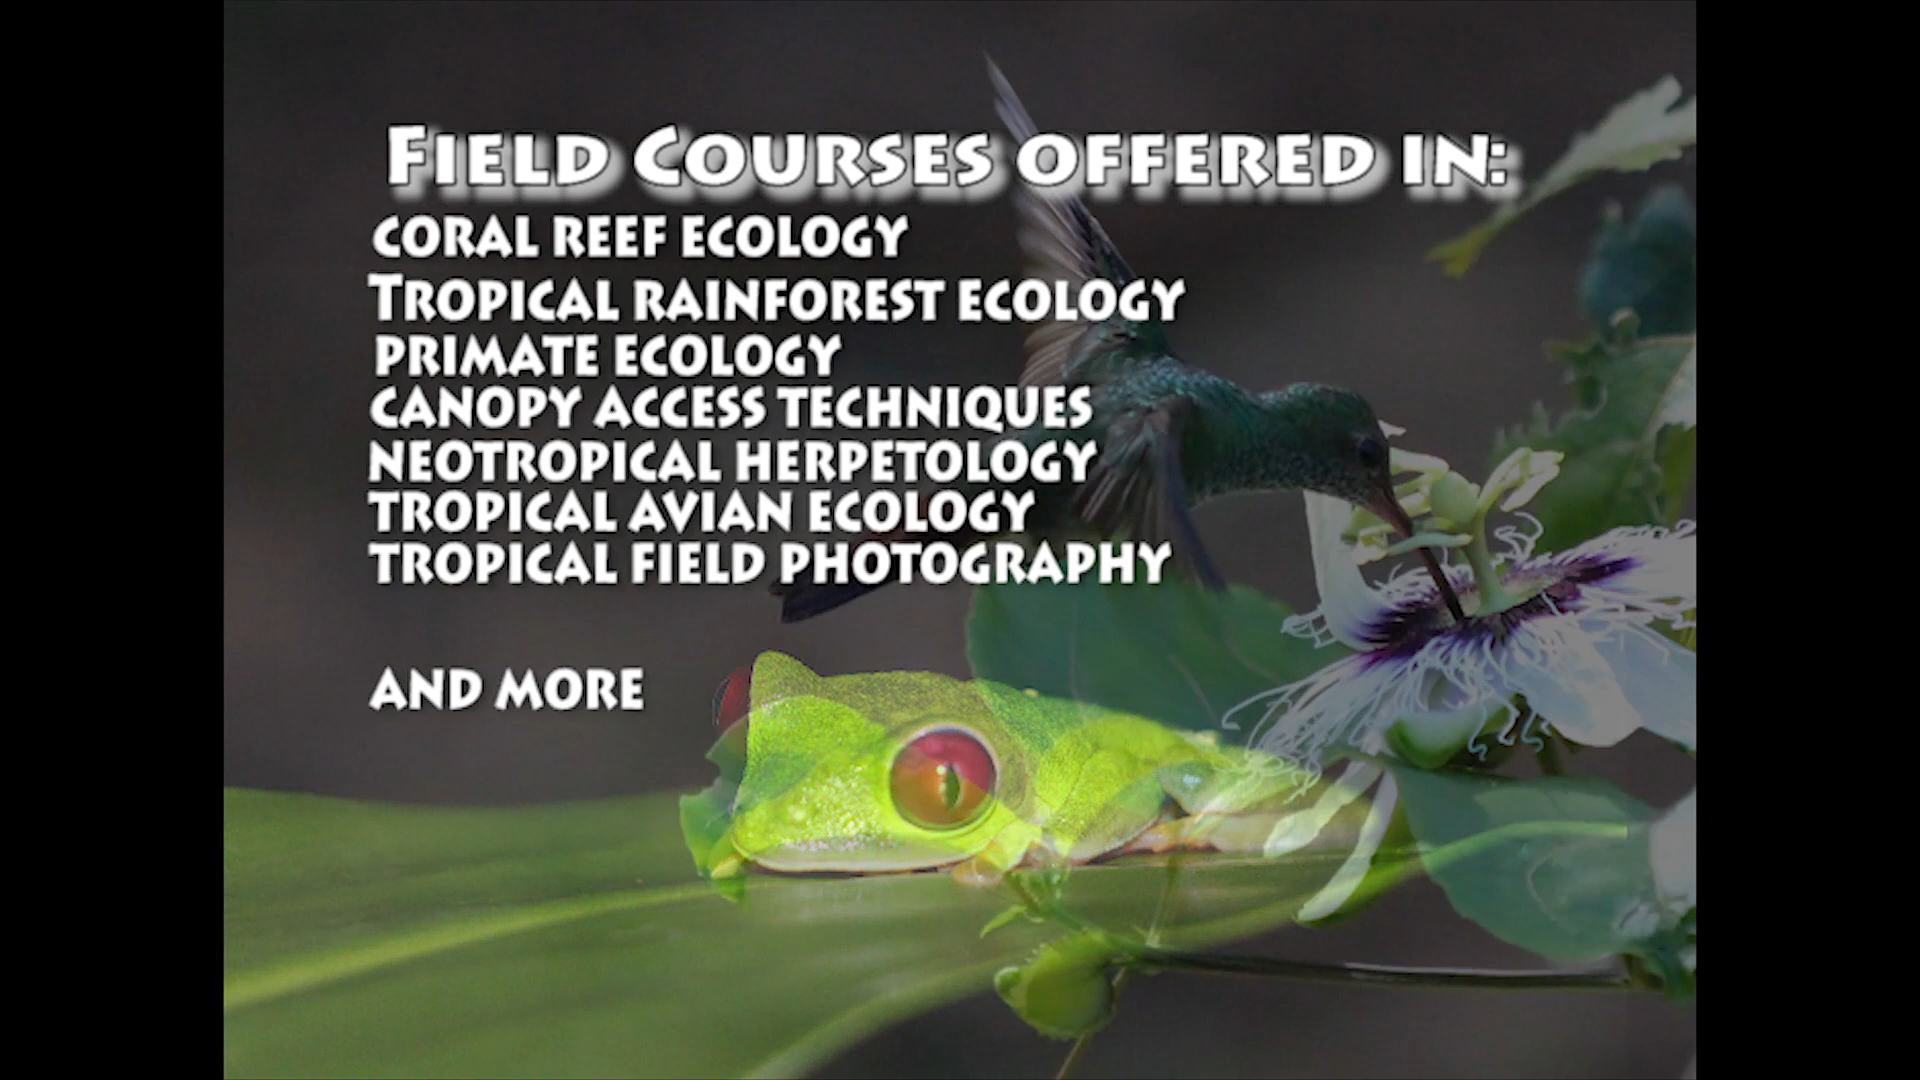 Field Courses offered in:
coral reef ecology
Tropical rainforest ecology
primate ecology
canopy access techniques
neotropical herpetology
tropical avian ecology
tropical field photography
and more